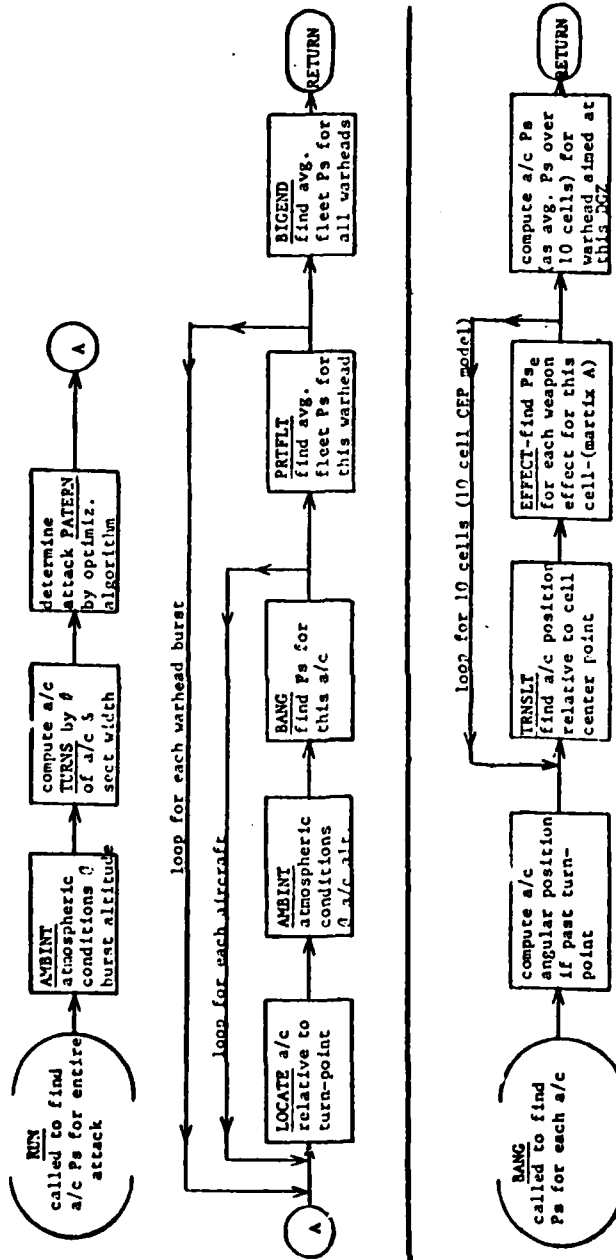 RUN
called to find
a/c Ps for entire
attack
AMBINT
atmospheric
conditions @
burst altitude
compute a/c
TURNS by #
of a/c &
sect width
determine
attack PATERN
by optimiz.
algorithm
A
loop for each warhead burst
loop for each aircraft
A
LOCATE a/c
relative to
turn-point
AMBINT
atmospheric
conditions
@ a/c alt.
BANG
find Ps for
this a/c
PRTFLT
find avg.
fleet Ps for
this warhead
BIGEND
find avg.
fleet Ps for
all warheads
RETURN
BANG
called to find
Ps for each a/c
compute a/c
angular position
if past turn-
point
loop for 10 cells (10 cell CEP model)
TRNSLT
find a/c position
relative to cell
center point
EFFECT-find Ps_e
for each weapon
effect for this
cell-(martix A)
compute a/c Ps
(as avg. Ps over
10 cells) for
warhead aimed at
this DGZ
RETURN